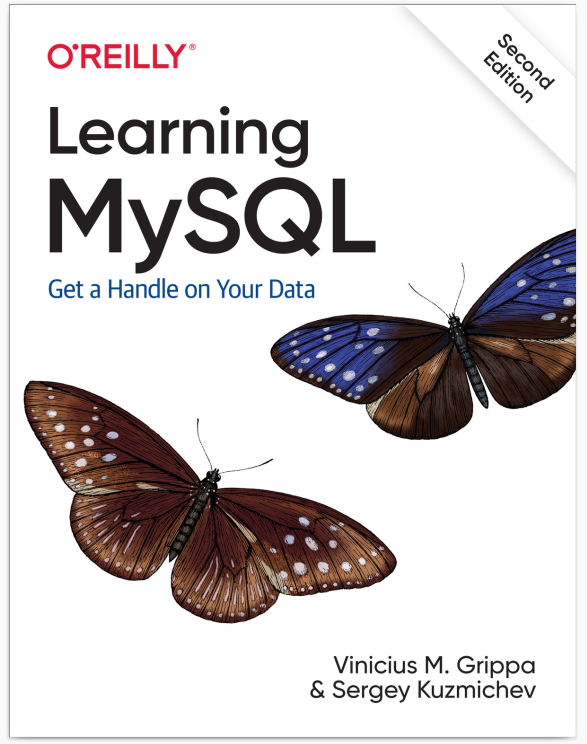 O'REILLY®
Second
Edition
Learning
MySQL
Get a Handle on Your Data
Vinicius M. Grippa
& Sergey Kuzmichev